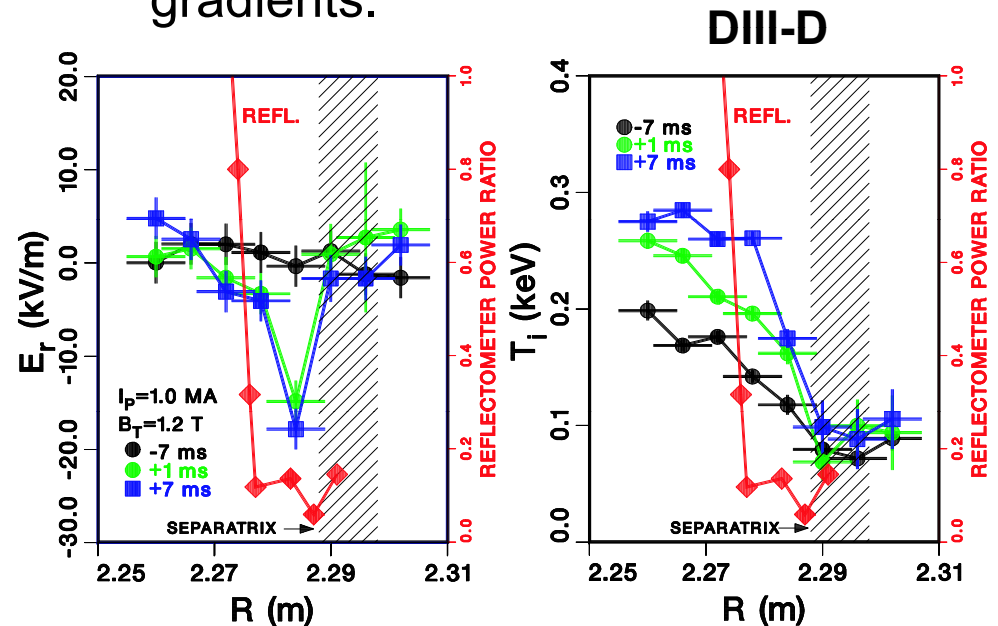 gradients.
DIII-D
20.0
10.0
0.0
-10.0
-20.0
-30.0
E_r (kV/m)
REFL.
I_P=1.0 MA
B_T=1.2 T
-7 ms
+1 ms
+7 ms
SEPARATRIX
1.0
0.8
0.6
0.4
0.2
0.0
REFLECTOMETER POWER RATIO
2.25 2.27 2.29 2.31
R (m)
0.4
0.3
0.2
0.1
0.0
T_i (keV)
-7 ms
+1 ms
+7 ms
REFL.
SEPARATRIX
1.0
0.8
0.6
0.4
0.2
0.0
REFLECTOMETER POWER RATIO
2.25 2.27 2.29 2.31
R (m)